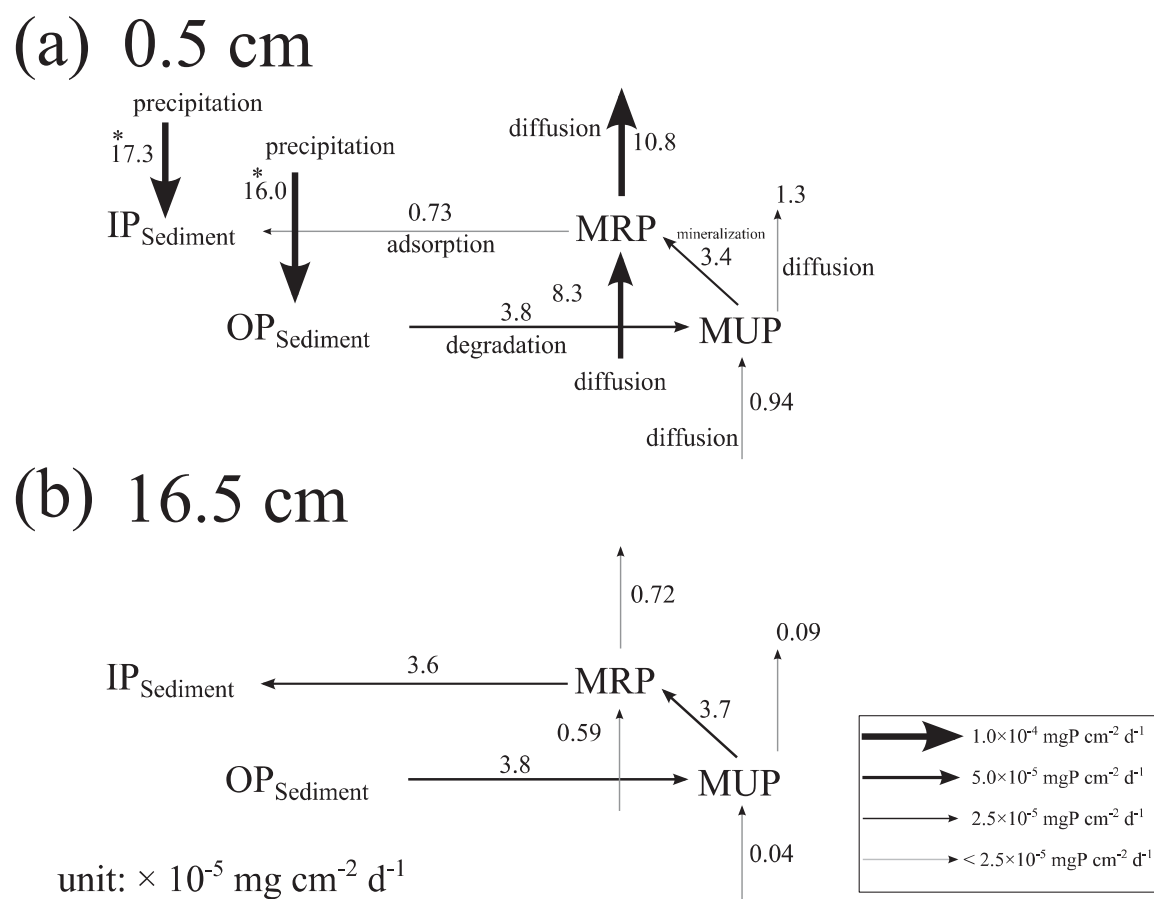 (a) 0.5 cm
precipitation
*
17.3
precipitation
*
16.0
diffusion
10.8
1.3
IP Sediment
0.73
adsorption
MRP
mineralization
3.4
diffusion
8.3
OP Sediment
3.8
degradation
MUP
diffusion
0.94
diffusion
(b) 16.5 cm
0.72
0.09
IP Sediment
3.6
MRP
3.7
0.59
OP Sediment
3.8
MUP
0.04
1.0×10⁻⁴ mgP cm⁻² d⁻¹
5.0×10⁻⁵ mgP cm⁻² d⁻¹
2.5×10⁻⁵ mgP cm⁻² d⁻¹
< 2.5×10⁻⁵ mgP cm⁻² d⁻¹
unit: × 10⁻⁵ mg cm⁻² d⁻¹